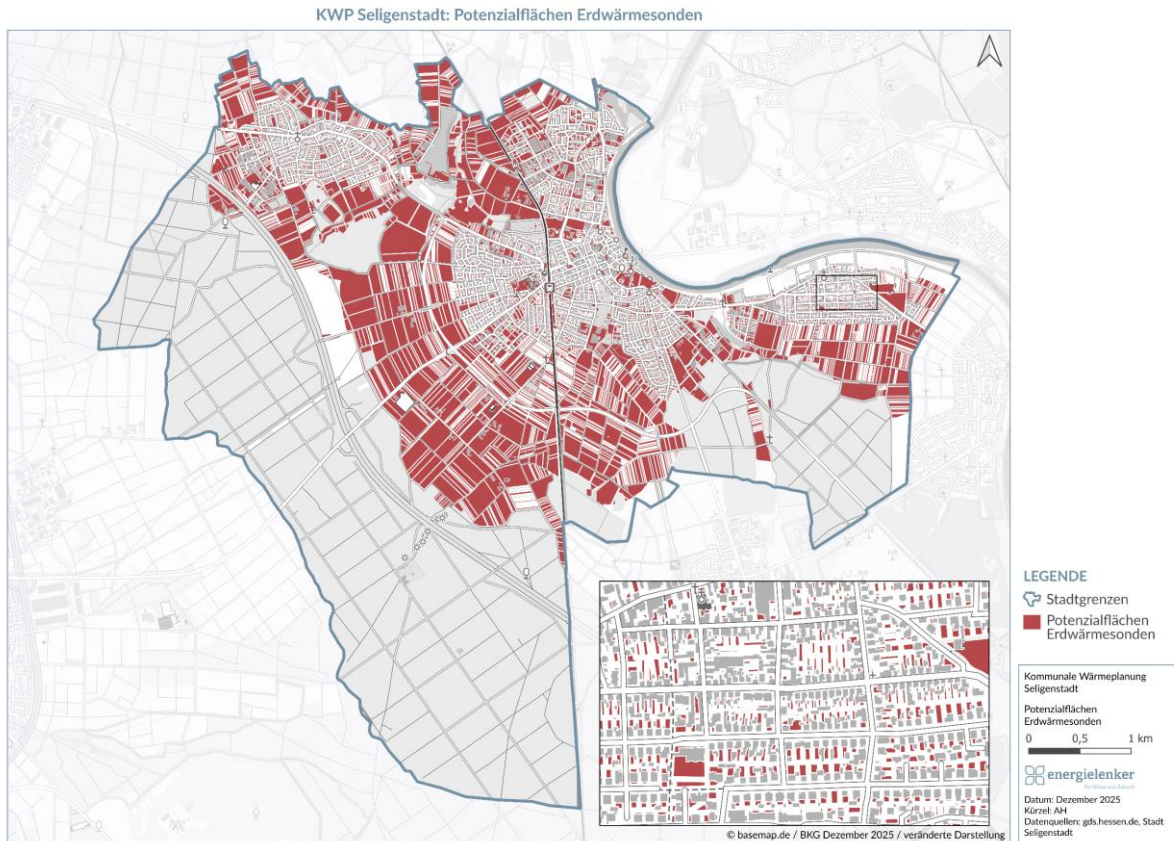 KWP Seligenstadt: Potenzialflächen Erdwärmesonden
LEGENDE
Stadtgrenzen
Potenzialflächen
Erdwärmesonden
Kommunale Wärmeplanung
Seligenstadt
Potenzialflächen
Erdwärmesonden
0 0,5 1 km
energielenker
Datum: Dezember 2025
Kürzel: AH
Datenquellen: gds.hessen.de, Stadt
Seligenstadt
© basemap.de / BKG Dezember 2025 / veränderte Darstellung